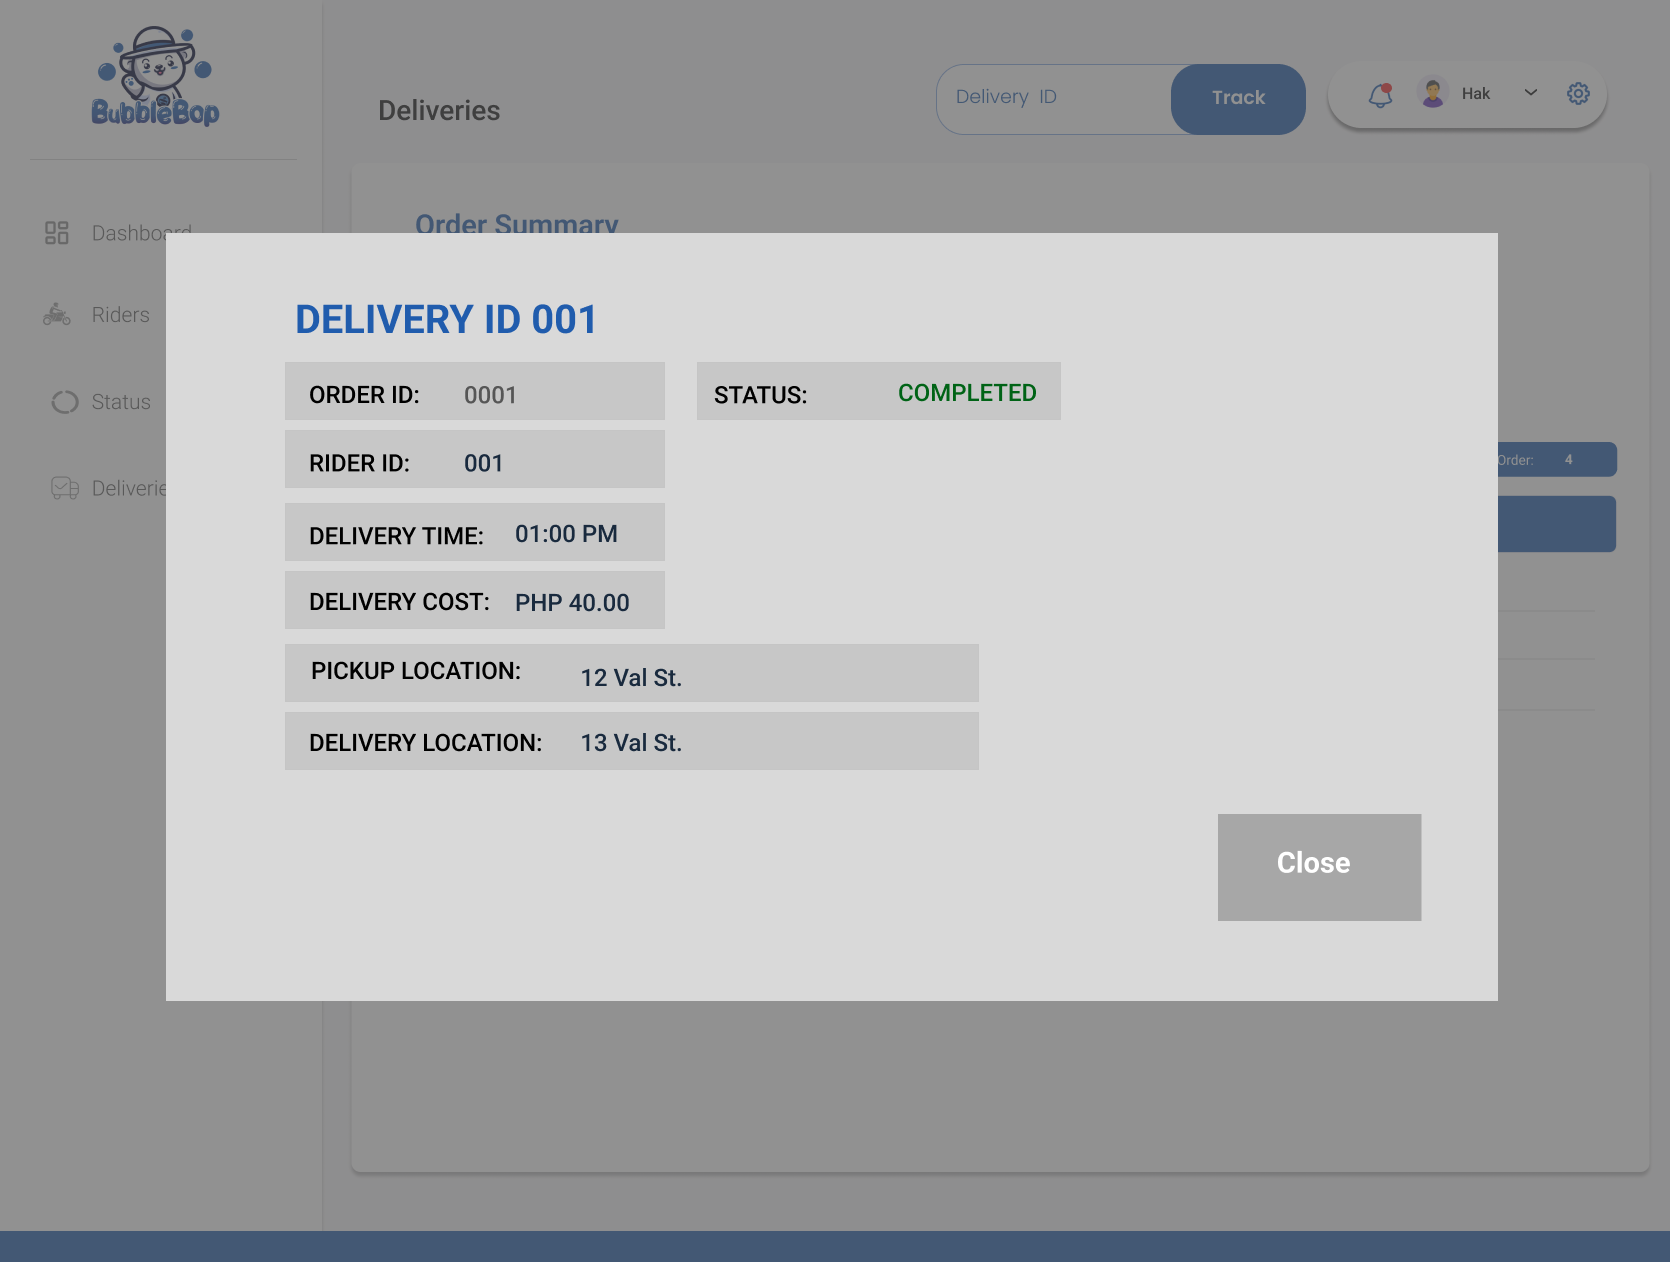 BubbleBop
Deliveries
Delivery ID
Track
Hak
Order Summary
Dashboard
Riders
Status
Deliverie
Order: 4
DELIVERY ID 001
ORDER ID: 0001
STATUS: COMPLETED
RIDER ID: 001
DELIVERY TIME: 01:00 PM
DELIVERY COST: PHP 40.00
PICKUP LOCATION: 12 Val St.
DELIVERY LOCATION: 13 Val St.
Close